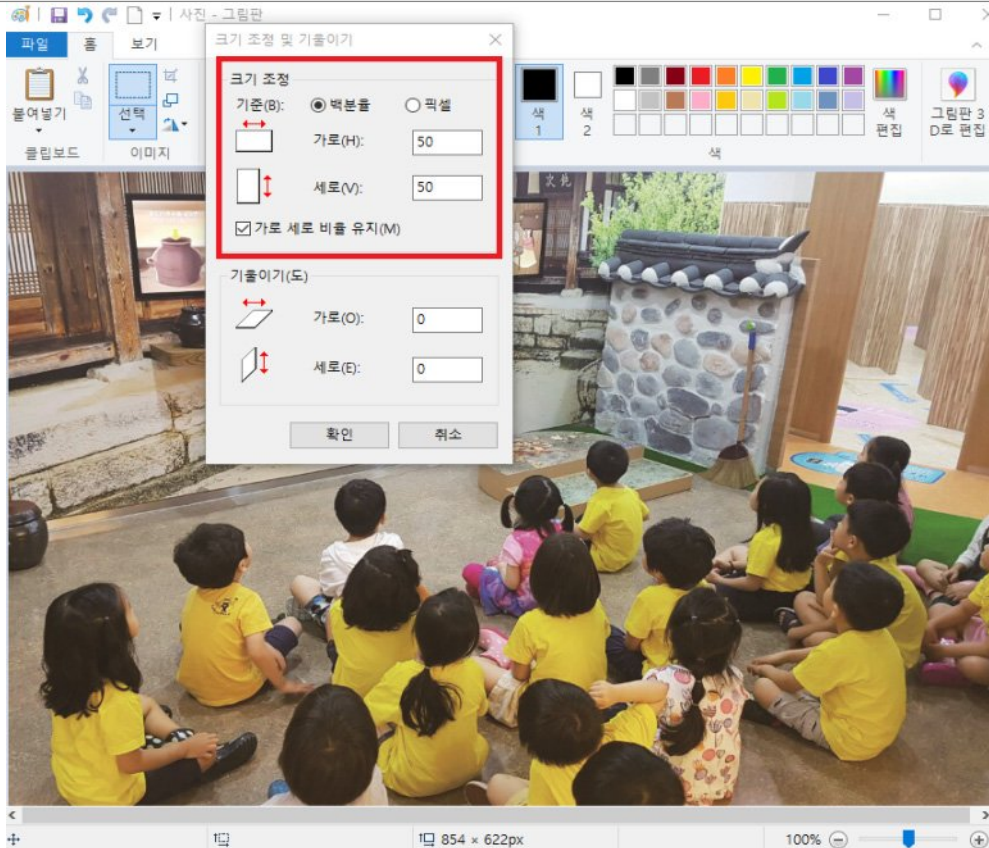 사진 - 그림판
파일 홈 보기
크기 조정 및 기울이기
크기 조정
기준(B): 백분율 픽셀
가로(H): 50
세로(V): 50
가로 세로 비율 유지(M)
기울이기(도)
가로(O): 0
세로(E): 0
확인 취소
붙여넣기
선택
클립보드
이미지
색
1
색
2
색
편집
그림판 3
D로 편집
색
854 × 622px
100%